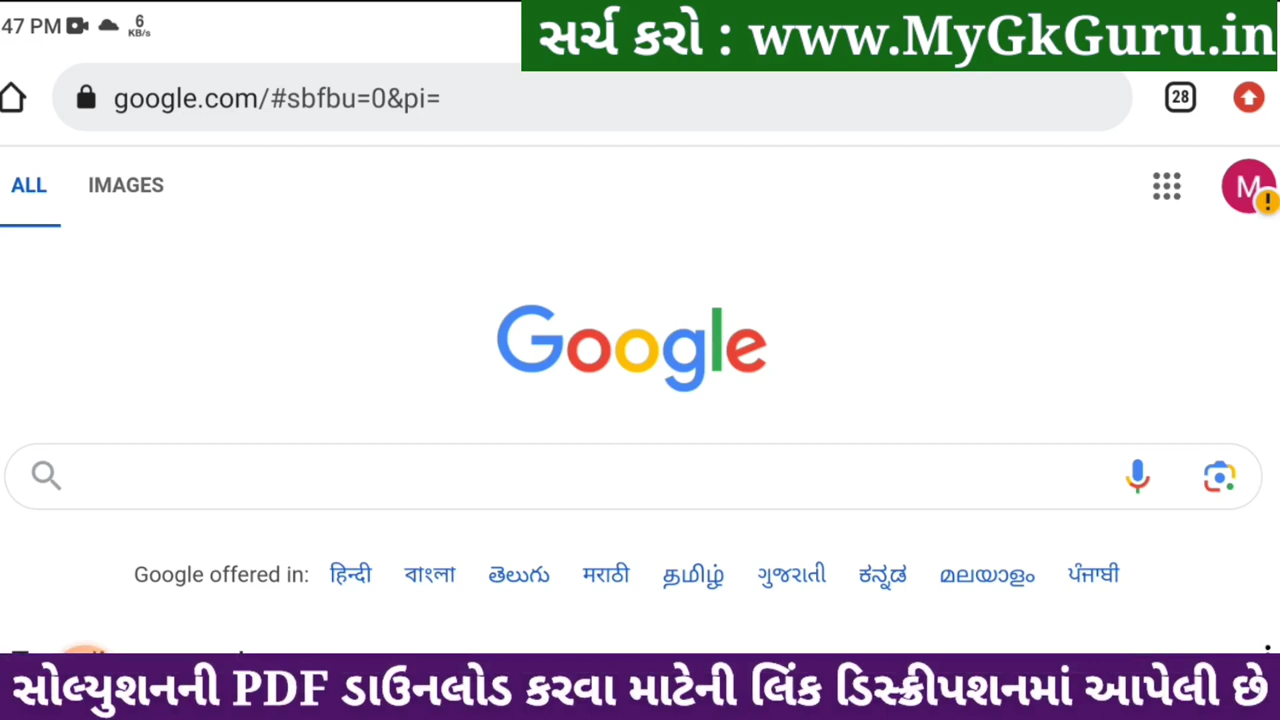 47 PM 6 KB/s
સર્ચ કરો : www.MyGkGuru.in
google.com/#sbfbu=0&pi=
28
ALL IMAGES
M
Google
Google offered in: हिन्दी বাংলা తెలుగు मराठी தமிழ் ગુજરાતી ಕನ್ನಡ മലയാളം ਪੰਜਾਬੀ
સોલ્યુશનની PDF ડાઉનલોડ કરવા માટેની લિંક ડિસ્ક્રીપશનમાં આપેલી છે